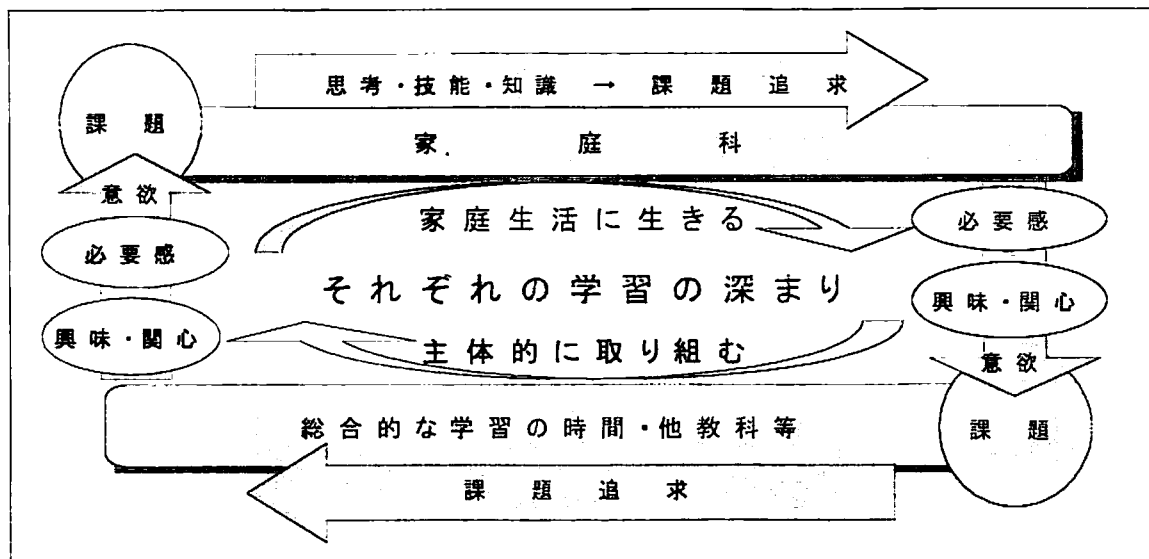 思考・技能・知識 → 課題追求
課題
家庭科
意欲
家庭生活に生きる
必要感
必要感
それぞれの学習の深まり
興味・関心
興味・関心
主体的に取り組む
意欲
総合的な学習の時間・他教科等
課題
課題追求